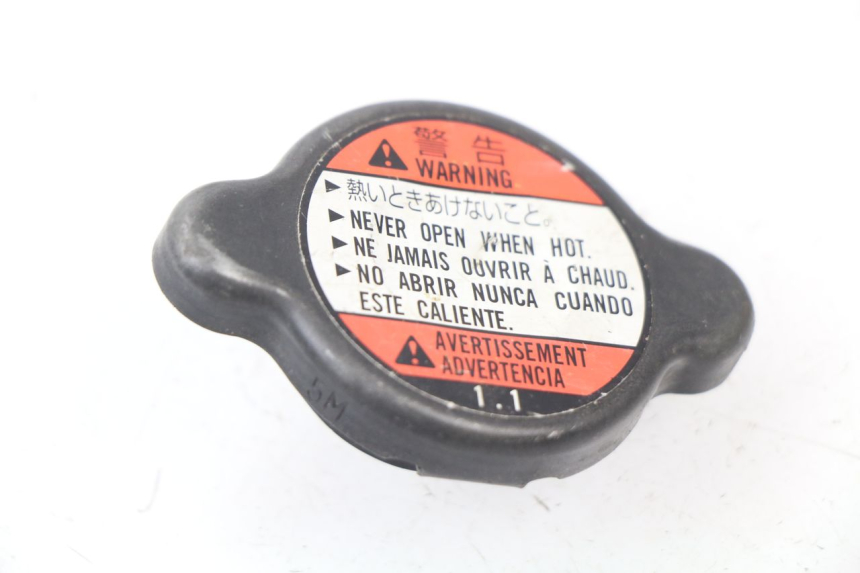 警告
WARNING
▶熱いときあけないこと。
▶NEVER OPEN WHEN HOT.
▶NE JAMAIS OUVRIR À CHAUD.
▶NO ABRIR NUNCA CUANDO
ESTE CALIENTE.
AVERTISSEMENT
ADVERTENCIA
1.1